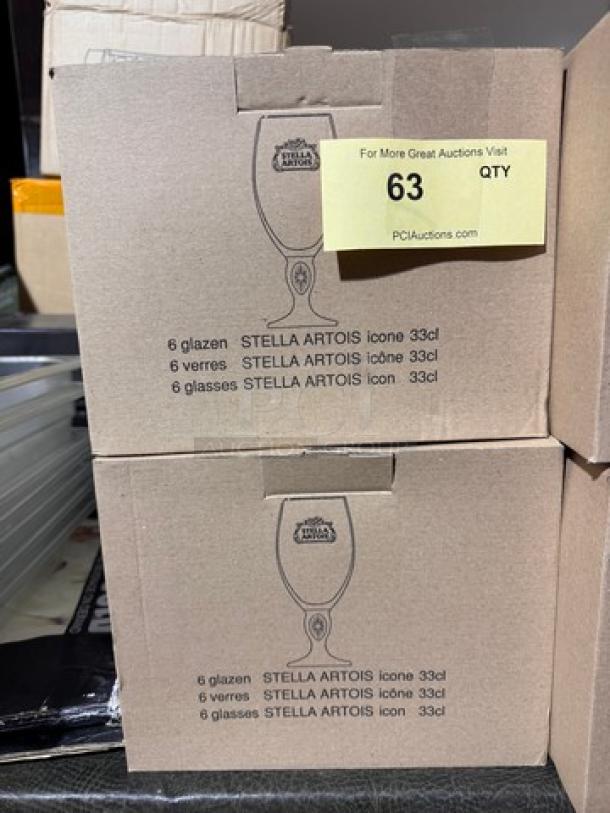 STELLA
ARTOIS
For More Great Auctions Visit
63 QTY
PCIAuctions.com
6 glazen STELLA ARTOIS icone 33cl
6 verres STELLA ARTOIS icône 33cl
6 glasses STELLA ARTOIS icon 33cl
PCI
STELLA
ARTOIS
6 glazen STELLA ARTOIS icone 33cl
6 verres STELLA ARTOIS icône 33cl
6 glasses STELLA ARTOIS icon 33cl